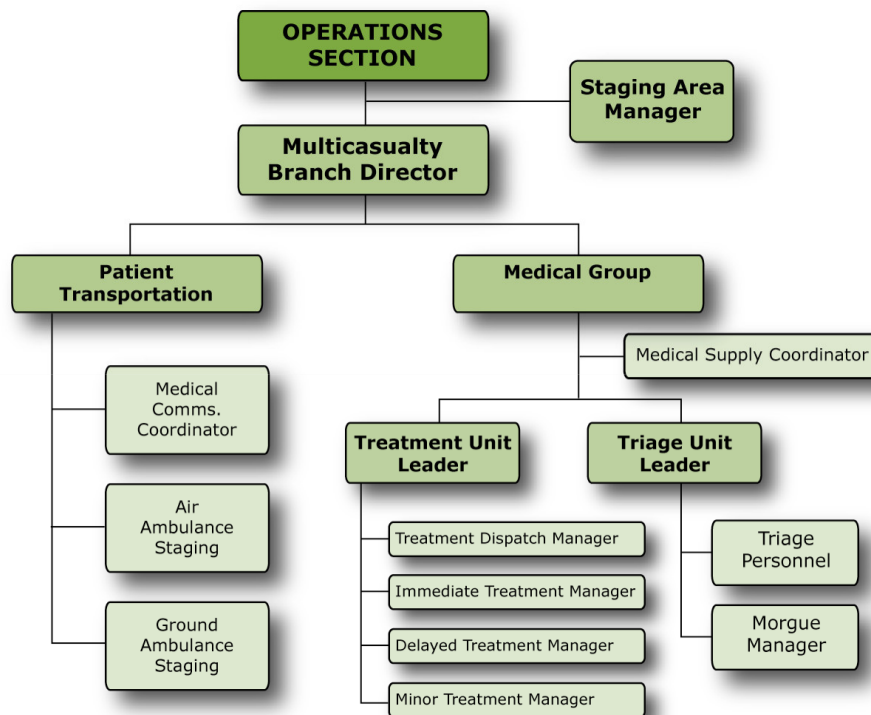 OPERATIONS
SECTION
Staging Area
Manager
Multicasualty
Branch Director
Patient
Transportation
Medical Group
Medical Supply Coordinator
Medical
Comms.
Coordinator
Air
Ambulance
Staging
Ground
Ambulance
Staging
Treatment Unit
Leader
Treatment Dispatch Manager
Immediate Treatment Manager
Delayed Treatment Manager
Minor Treatment Manager
Triage Unit
Leader
Triage
Personnel
Morgue
Manager